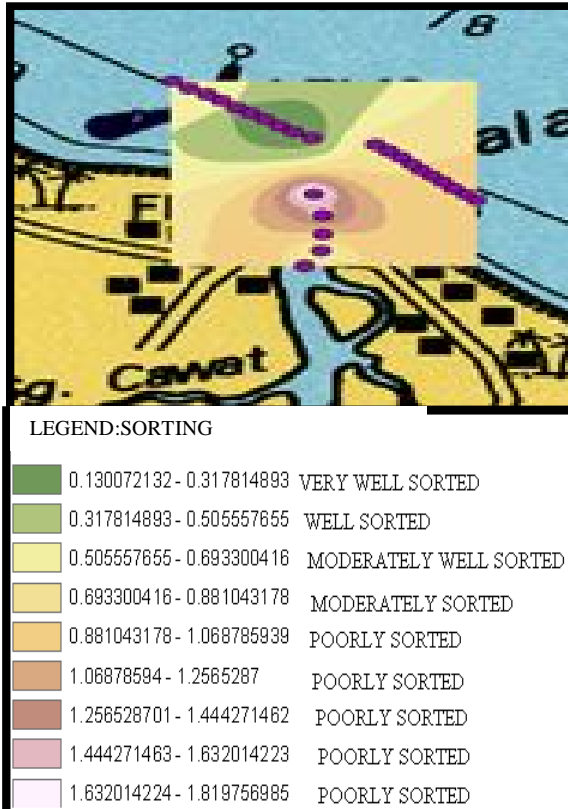 8
ala
Cawat
g.
LEGEND:SORTING
0.130072132 - 0.317814893 VERY WELL SORTED
0.317814893 - 0.505557655 WELL SORTED
0.505557655 - 0.693300416 MODERATELY WELL SORTED
0.693300416 - 0.881043178 MODERATELY SORTED
0.881043178 - 1.068785939 POORLY SORTED
1.06878594 - 1.2565287 POORLY SORTED
1.256528701 - 1.444271462 POORLY SORTED
1.444271463 - 1.632014223 POORLY SORTED
1.632014224 - 1.819756985 POORLY SORTED